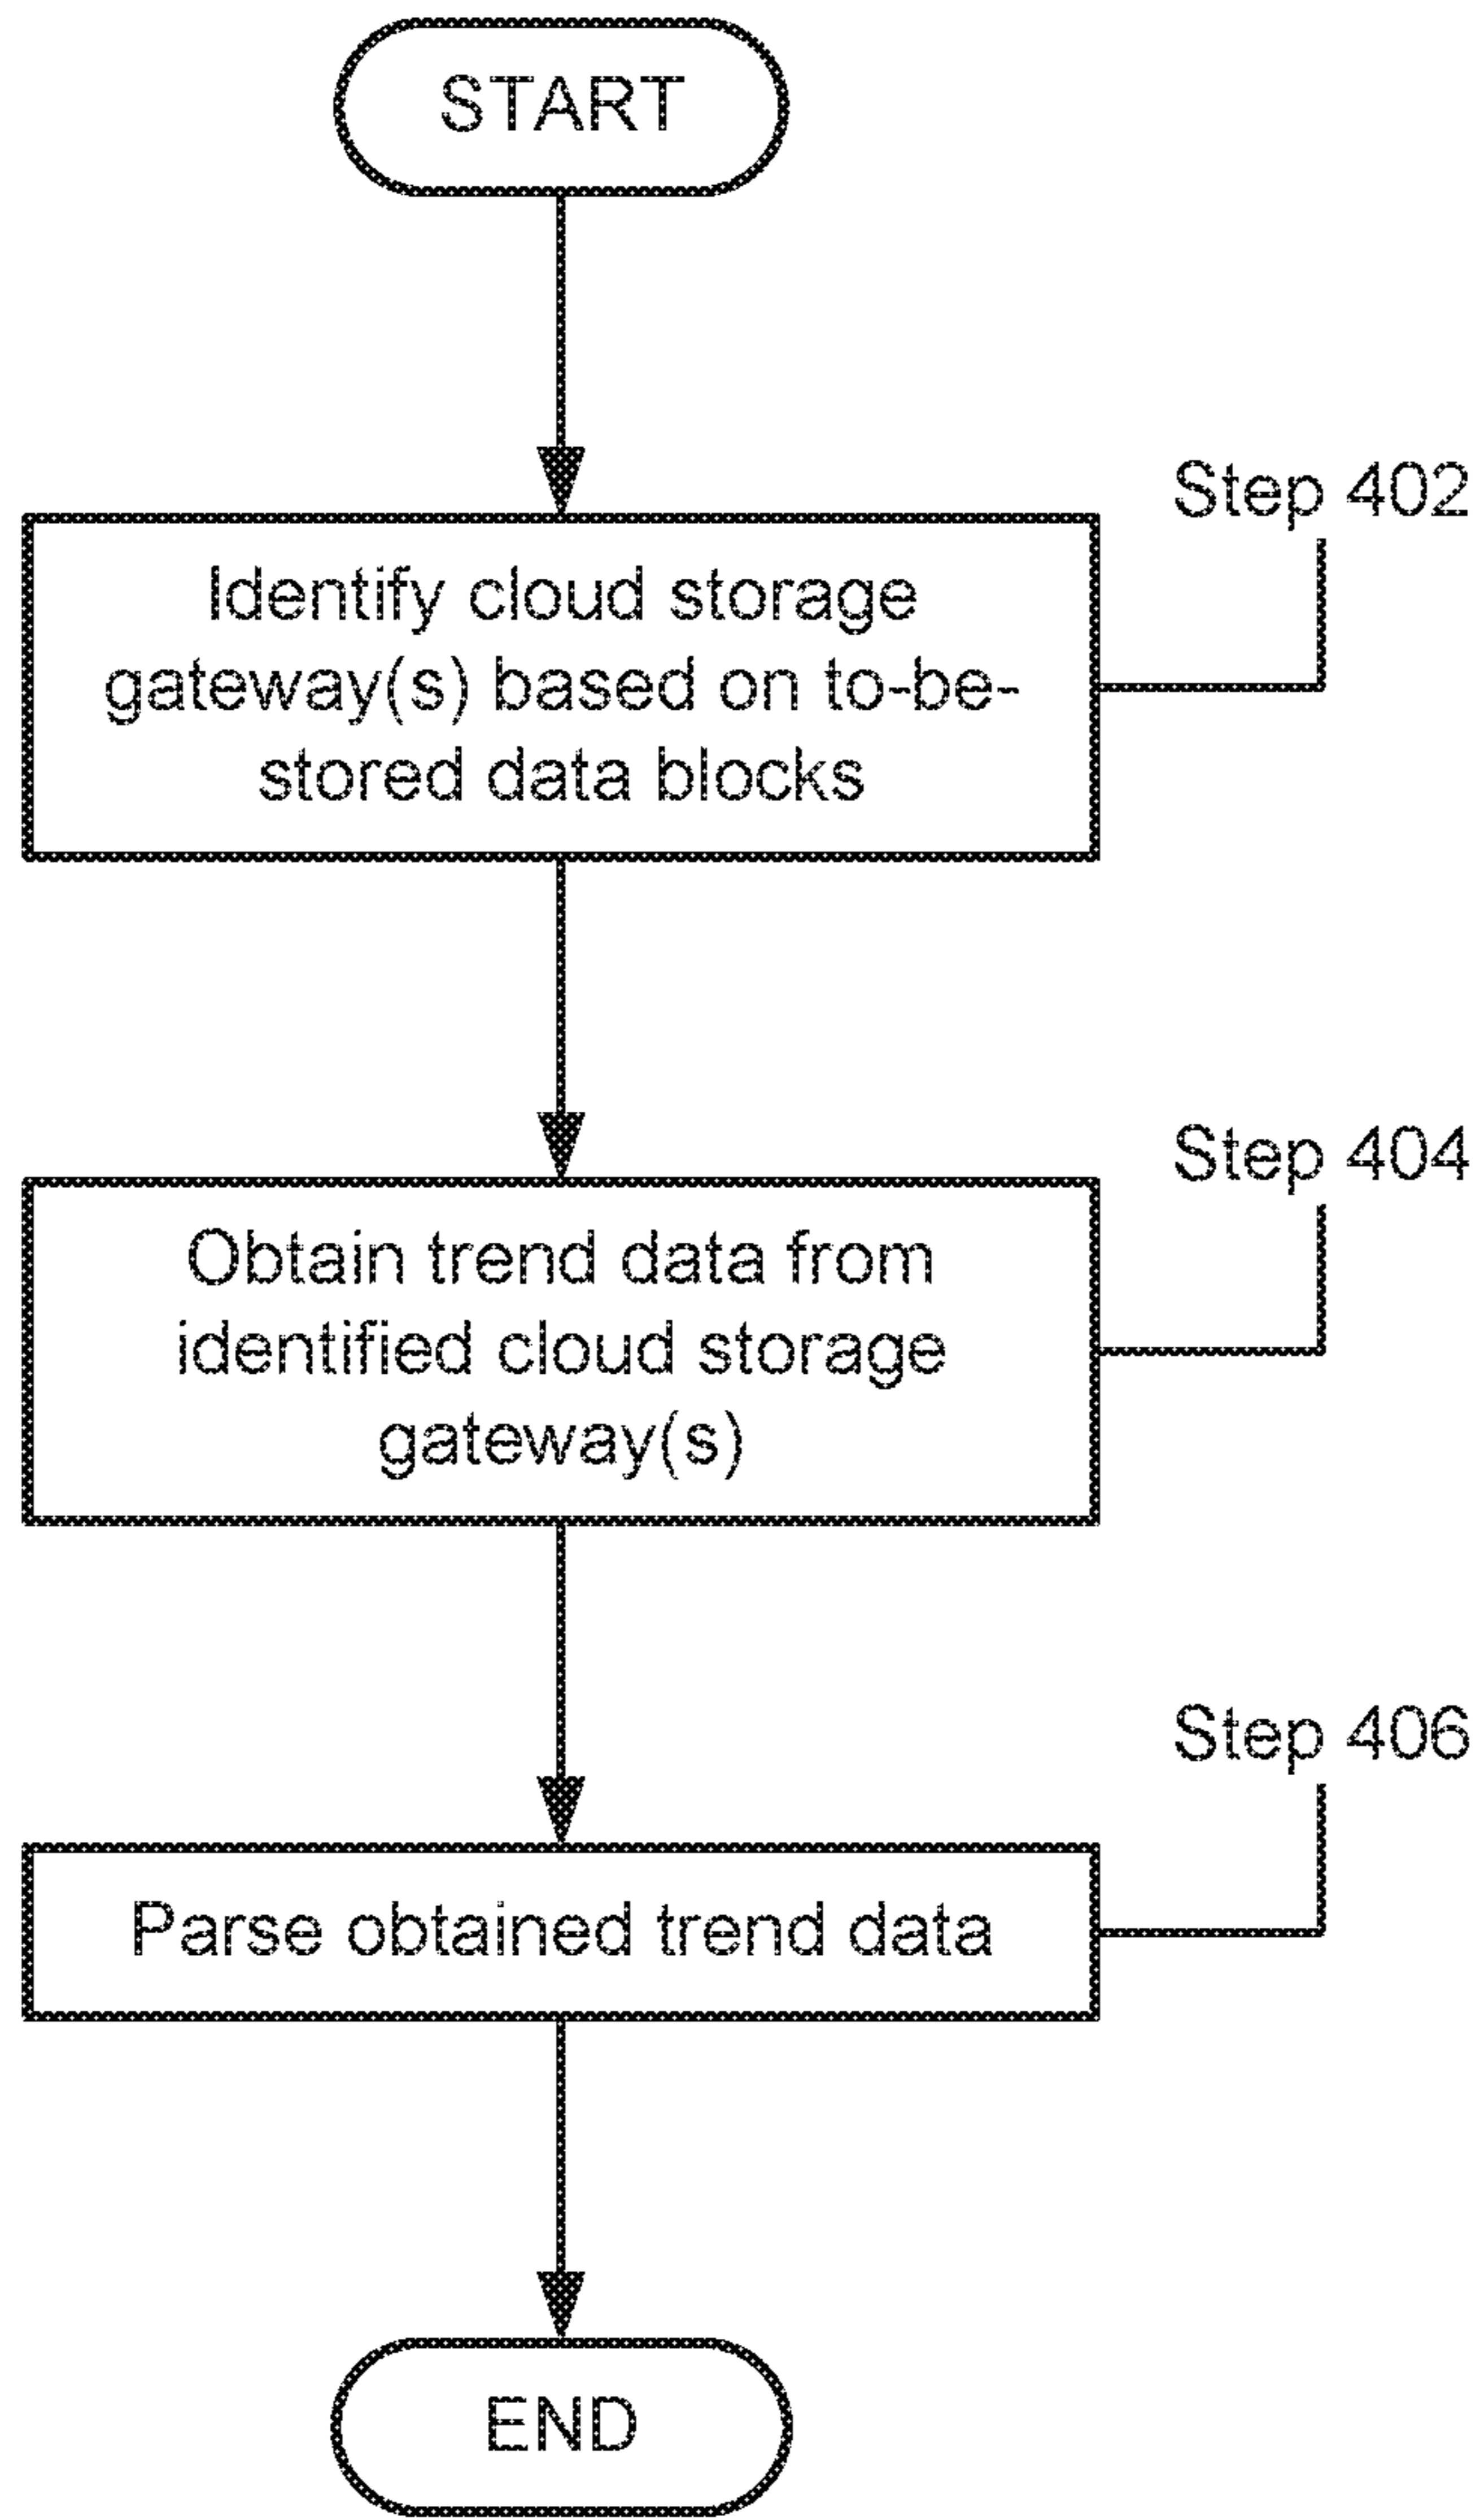 START
Step 402
Identify cloud storage
gateway(s) based on to-be-
stored data blocks
Step 404
Obtain trend data from
identified cloud storage
gateway(s)
Step 406
Parse obtained trend data
END